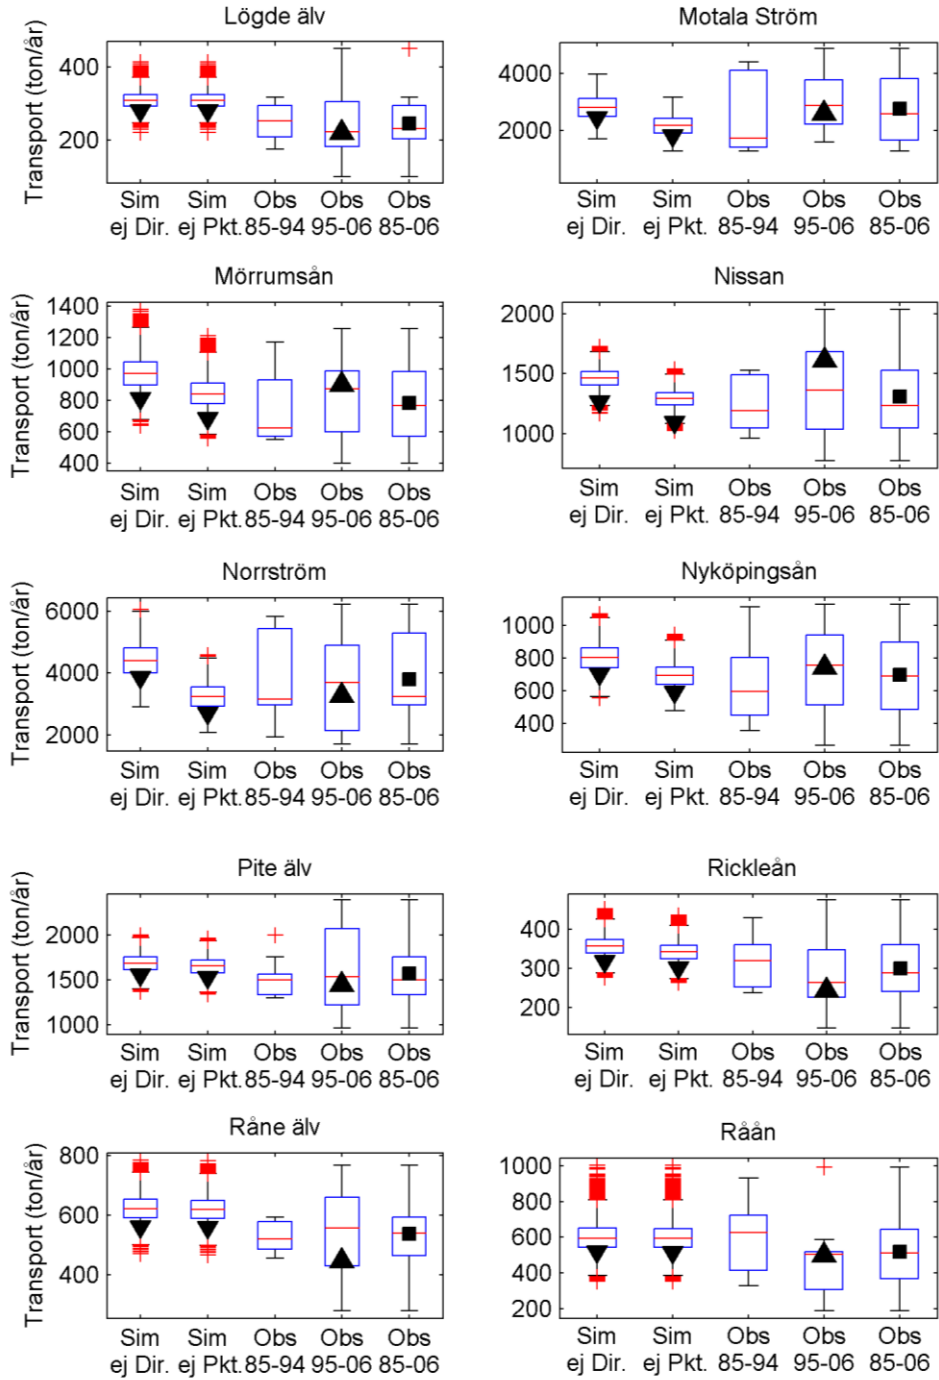 Lögde älv
Motala Ström
Transport (ton/år)
400
200
4000
2000
Sim Sim Obs Obs Obs
ej Dir. ej Pkt. 85-94 95-06 85-06
Sim Sim Obs Obs Obs
ej Dir. ej Pkt. 85-94 95-06 85-06
Mörrumsån
Nissan
Transport (ton/år)
1400
1200
1000
800
600
400
2000
1500
1000
Sim Sim Obs Obs Obs
ej Dir. ej Pkt. 85-94 95-06 85-06
Sim Sim Obs Obs Obs
ej Dir. ej Pkt. 85-94 95-06 85-06
Norrström
Nyköpingsån
Transport (ton/år)
6000
4000
2000
1000
800
600
400
Sim Sim Obs Obs Obs
ej Dir. ej Pkt. 85-94 95-06 85-06
Sim Sim Obs Obs Obs
ej Dir. ej Pkt. 85-94 95-06 85-06
Pite älv
Rickleån
Transport (ton/år)
2000
1500
1000
400
300
200
Sim Sim Obs Obs Obs
ej Dir. ej Pkt. 85-94 95-06 85-06
Sim Sim Obs Obs Obs
ej Dir. ej Pkt. 85-94 95-06 85-06
Råne älv
Råån
Transport (ton/år)
800
600
400
1000
800
600
400
200
Sim Sim Obs Obs Obs
ej Dir. ej Pkt. 85-94 95-06 85-06
Sim Sim Obs Obs Obs
ej Dir. ej Pkt. 85-94 95-06 85-06